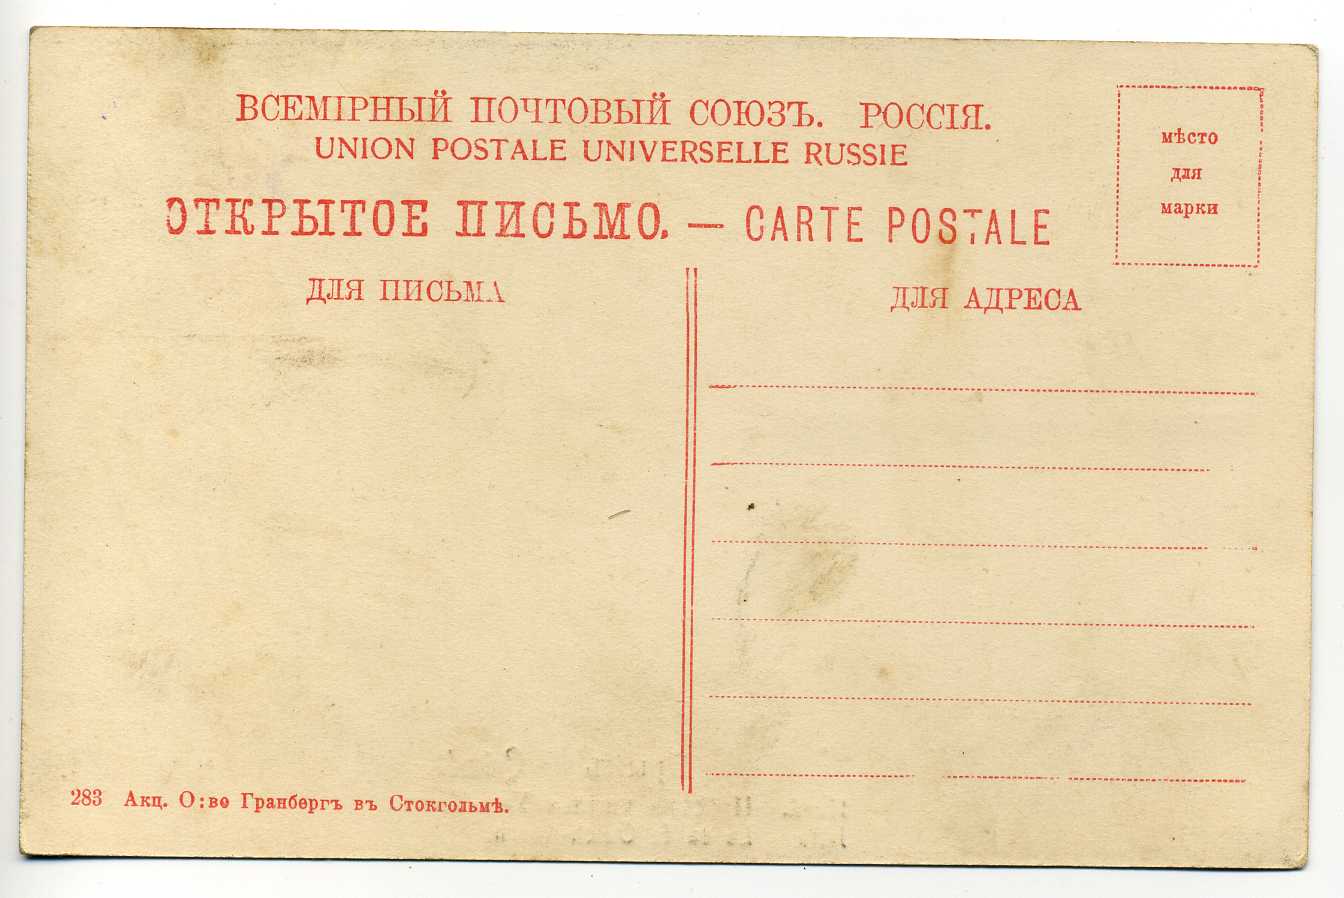 ВСЕМІРНЫЙ ПОЧТОВЫЙ СОЮЗЪ. РОССІЯ.
UNION POSTALE UNIVERSELLE RUSSIE
ОТКРЫТОЕ ПИСЬМО. — CARTE POSTALE
мѣсто
для
марки
ДЛЯ ПИСЬМА
ДЛЯ АДРЕСА
283 Акц. О:во Гранбергъ въ Стокгольмѣ.